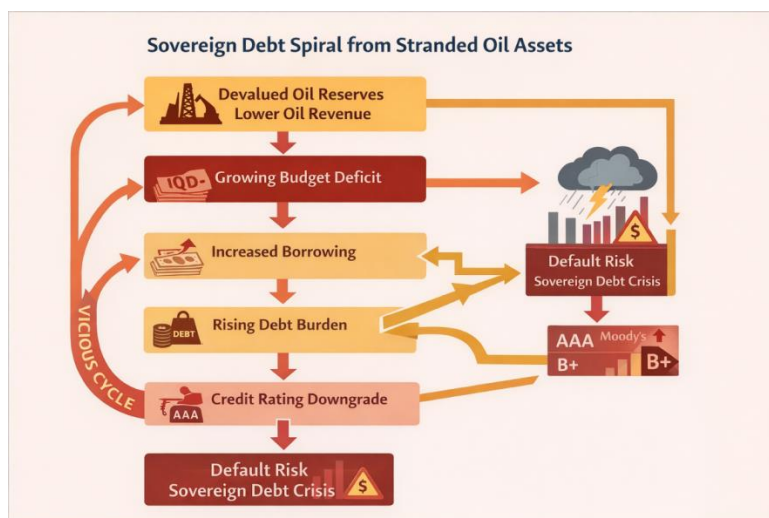 Sovereign Debt Spiral from Stranded Oil Assets
Devalued Oil Reserves
Lower Oil Revenue
IQD-
Growing Budget Deficit
$
Increased Borrowing
Default Risk
Sovereign Debt Crisis
DEBT
Rising Debt Burden
AAA Moody's
B+ B+
VICIOUS CYCLE
AAA
Credit Rating Downgrade
Default Risk
Sovereign Debt Crisis
$